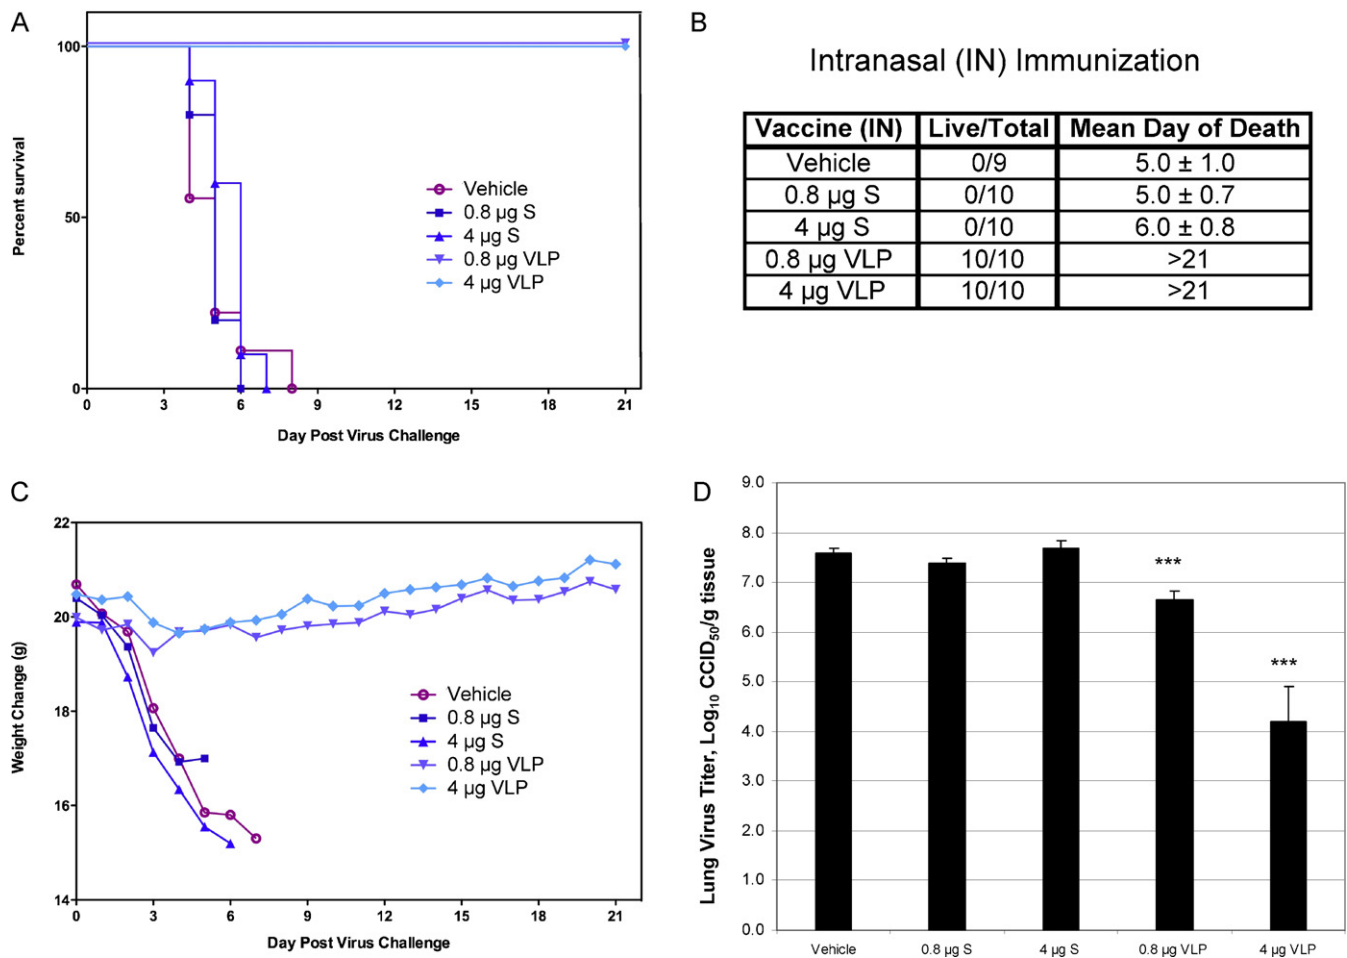 A
100
50
0
0 3 6 9 12 15 18 21
Percent survival
Day Post Virus Challenge
Vehicle
0.8 µg S
4 µg S
0.8 µg VLP
4 µg VLP
B
Intranasal (IN) Immunization
Vaccine (IN) Live/Total Mean Day of Death
Vehicle 0/9 5.0 ± 1.0
0.8 µg S 0/10 5.0 ± 0.7
4 µg S 0/10 6.0 ± 0.8
0.8 µg VLP 10/10 >21
4 µg VLP 10/10 >21
C
22
20
18
16
14
0 3 6 9 12 15 18 21
Weight Change (g)
Day Post Virus Challenge
Vehicle
0.8 µg S
4 µg S
0.8 µg VLP
4 µg VLP
D
9.0
8.0
7.0
6.0
5.0
4.0
3.0
2.0
1.0
0.0
Lung Virus Titer, Log₁₀ CCID₅₀/g tissue
***
***
Vehicle 0.8 µg S 4 µg S 0.8 µg VLP 4 µg VLP